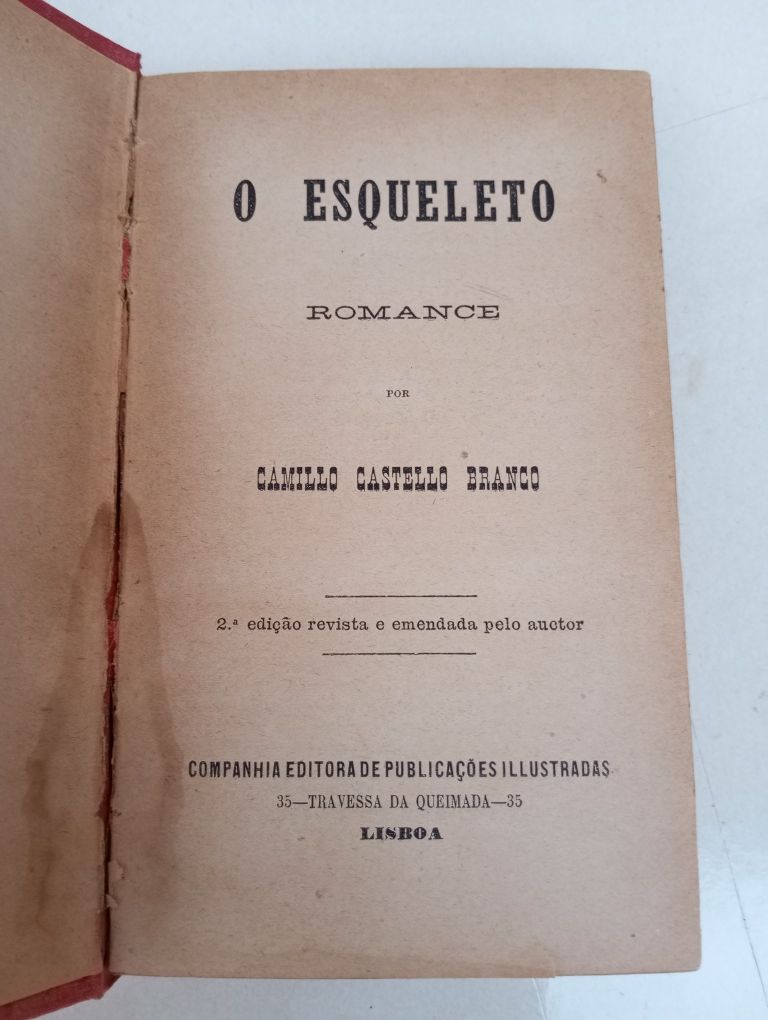 O ESQUELETO
ROMANCE
POR
CAMILLO CASTELLO BRANCO
2.ª edição revista e emendada pelo auctor
COMPANHIA EDITORA DE PUBLICAÇÕES ILLUSTRADAS
35—TRAVESSA DA QUEIMADA—35
LISBOA